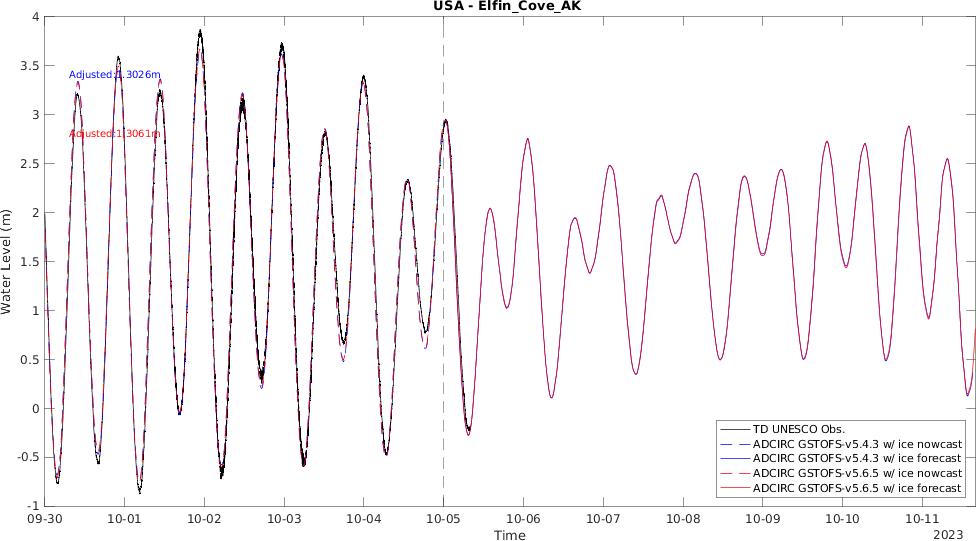 USA - Elfin_Cove_AK
4
3.5
3
2.5
2
1.5
1
0.5
0
-0.5
-1
Water Level (m)
Adjusted:1.3026m
Adjusted:1.3061m
TD UNESCO Obs.
ADCIRC GSTOFS-v5.4.3 w/ ice nowcast
ADCIRC GSTOFS-v5.4.3 w/ ice forecast
ADCIRC GSTOFS-v5.6.5 w/ ice nowcast
ADCIRC GSTOFS-v5.6.5 w/ ice forecast
09-30 10-01 10-02 10-03 10-04 10-05 10-06 10-07 10-08 10-09 10-10 10-11
Time
2023